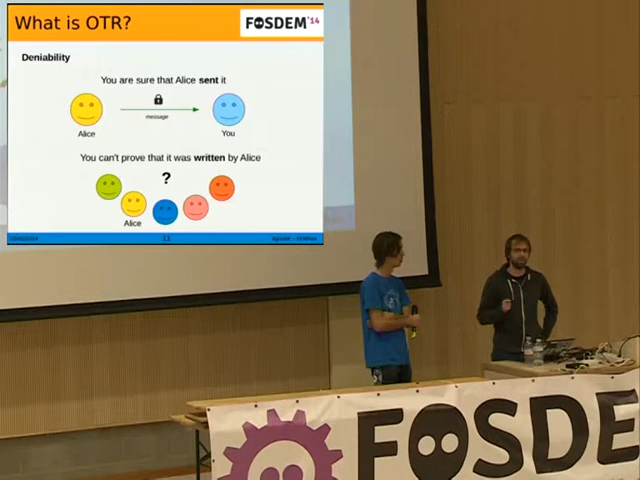 What is OTR?
FOSDEM'14
Deniability
You are sure that Alice sent it
message
Alice
You
You can't prove that it was written by Alice
?
Alice
11
FOSDE